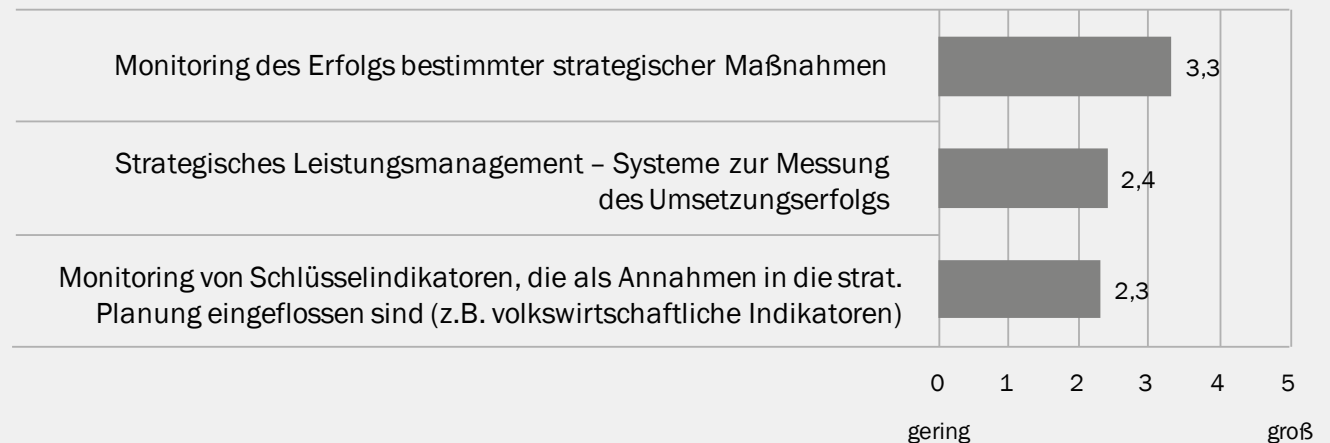 Monitoring des Erfolgs bestimmter strategischer Maßnahmen
3,3
Strategisches Leistungsmanagement – Systeme zur Messung
des Umsetzungserfolgs
2,4
Monitoring von Schlüsselindikatoren, die als Annahmen in die strat.
Planung eingeflossen sind (z.B. volkswirtschaftliche Indikatoren)
2,3
0 1 2 3 4 5
gering groß